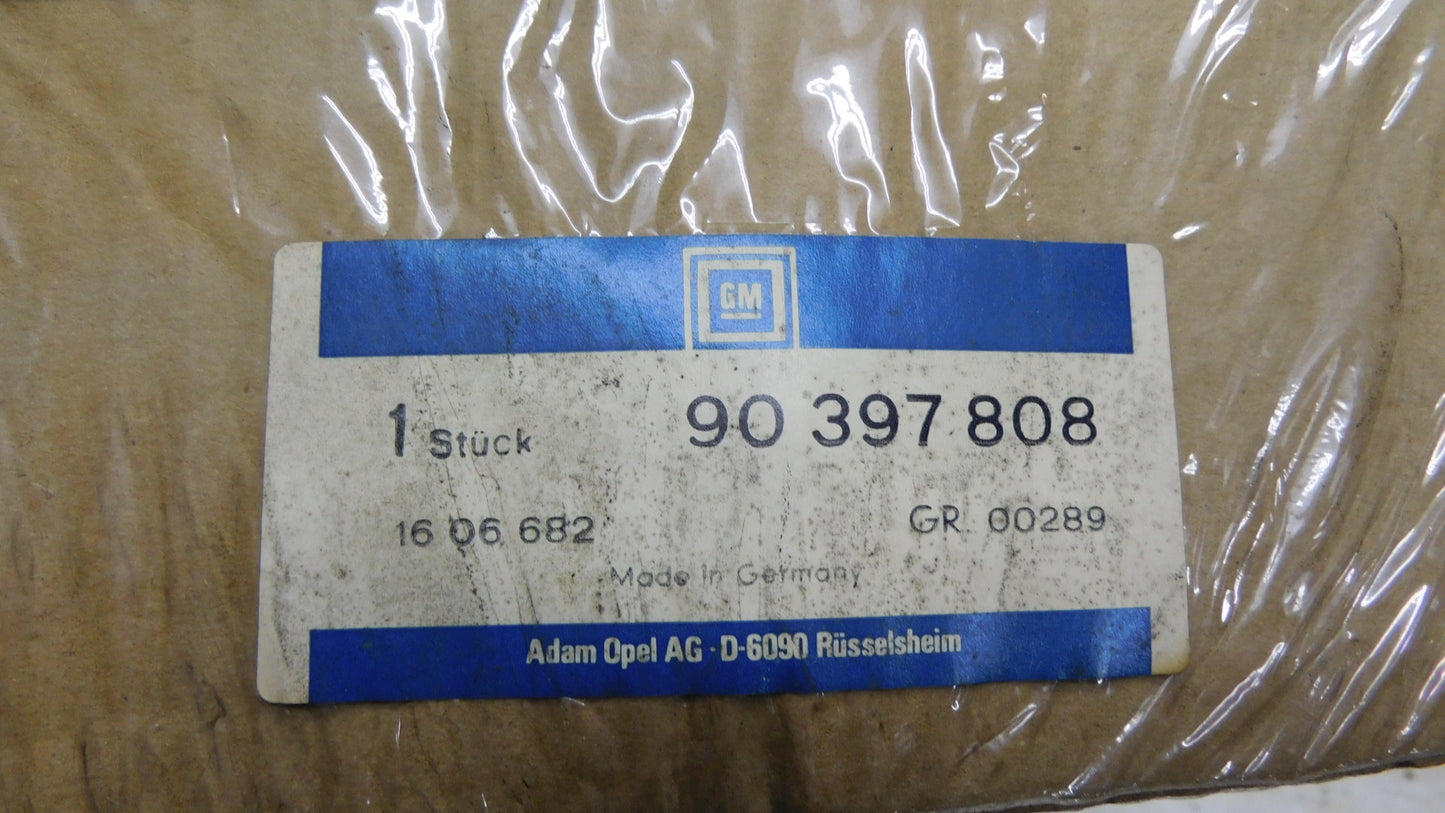 GM
1 Stück 90 397 808
16 06 682 GR. 00289
Made in Germany
Adam Opel AG · D-6090 Rüsselsheim